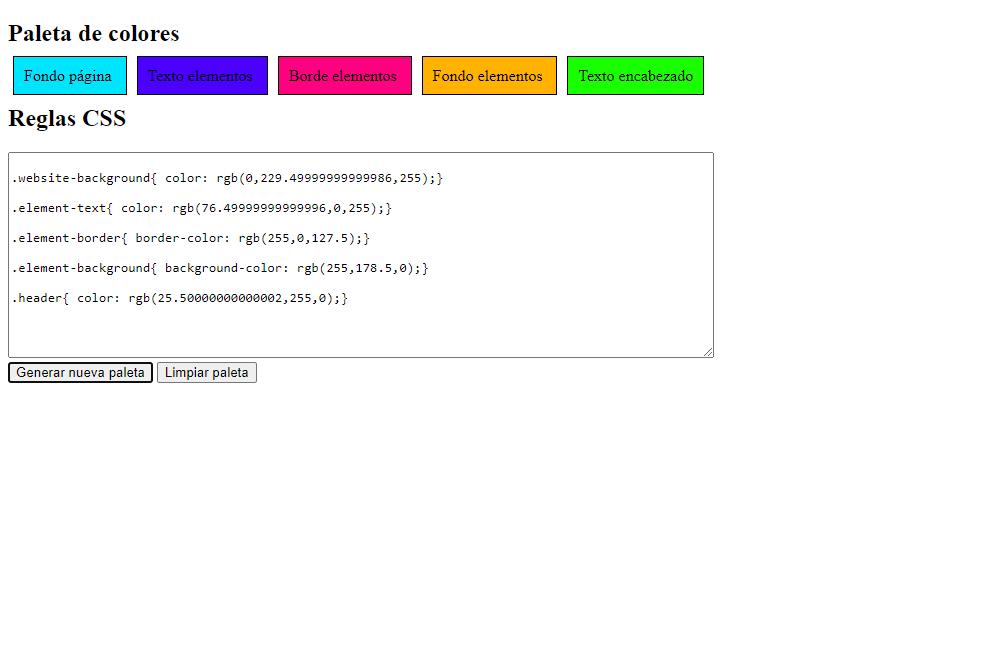 Paleta de colores
Fondo página Texto elementos Borde elementos Fondo elementos Texto encabezado
Reglas CSS
.website-background{ color: rgb(0,229.49999999999986,255);}
.element-text{ color: rgb(76.49999999999996,0,255);}
.element-border{ border-color: rgb(255,0,127.5);}
.element-background{ background-color: rgb(255,178.5,0);}
.header{ color: rgb(25.50000000000002,255,0);}
Generar nueva paleta Limpiar paleta